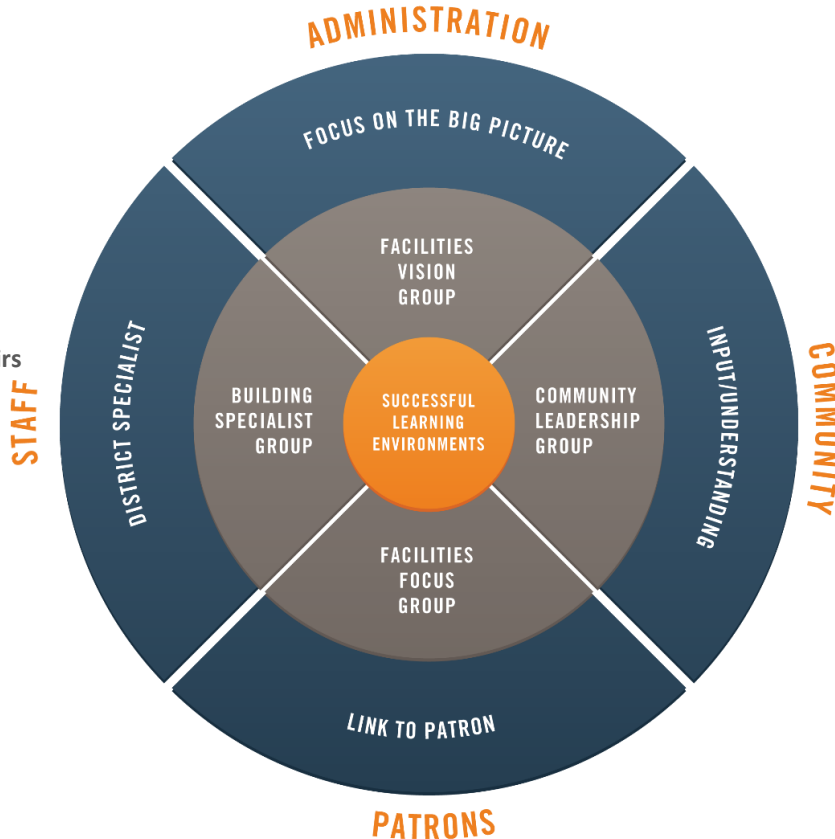 ADMINISTRATION
FOCUS ON THE BIG PICTURE
FACILITIES
VISION
GROUP
irs
STAFF
DISTRICT SPECIALIST
BUILDING
SPECIALIST
GROUP
SUCCESSFUL
LEARNING
ENVIRONMENTS
COMMUNITY
LEADERSHIP
GROUP
INPUT/UNDERSTANDING
COMMUNITY
FACILITIES
FOCUS
GROUP
LINK TO PATRON
PATRONS